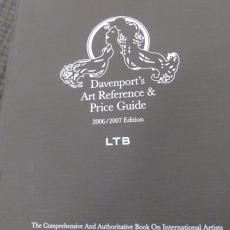 Davenport's
Art Reference &
Price Guide
2006/2007 Edition
LTB
The Comprehensive And Authoritative Book On International Artists